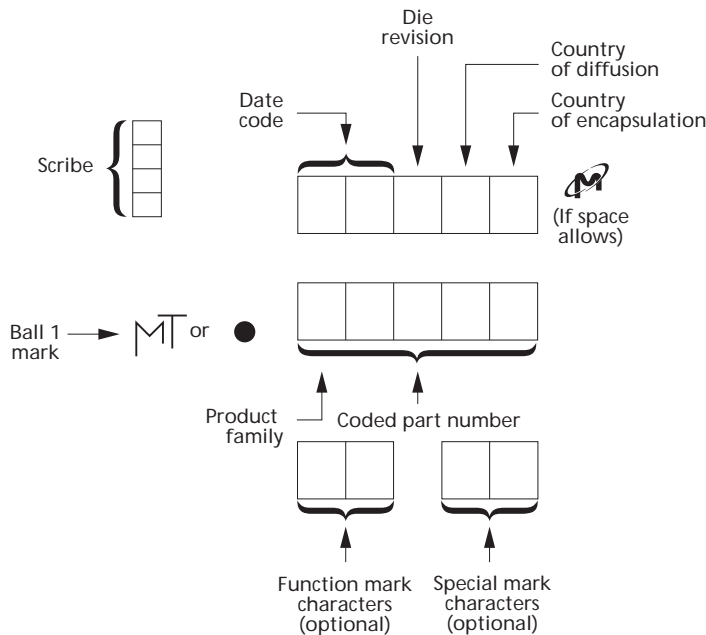 Die
revision
Country
of diffusion
Date
code
Country
of encapsulation
Scribe
M
(If space
allows)
Ball 1
mark
MT or
Product
family
Coded part number
Function mark
characters
(optional)
Special mark
characters
(optional)